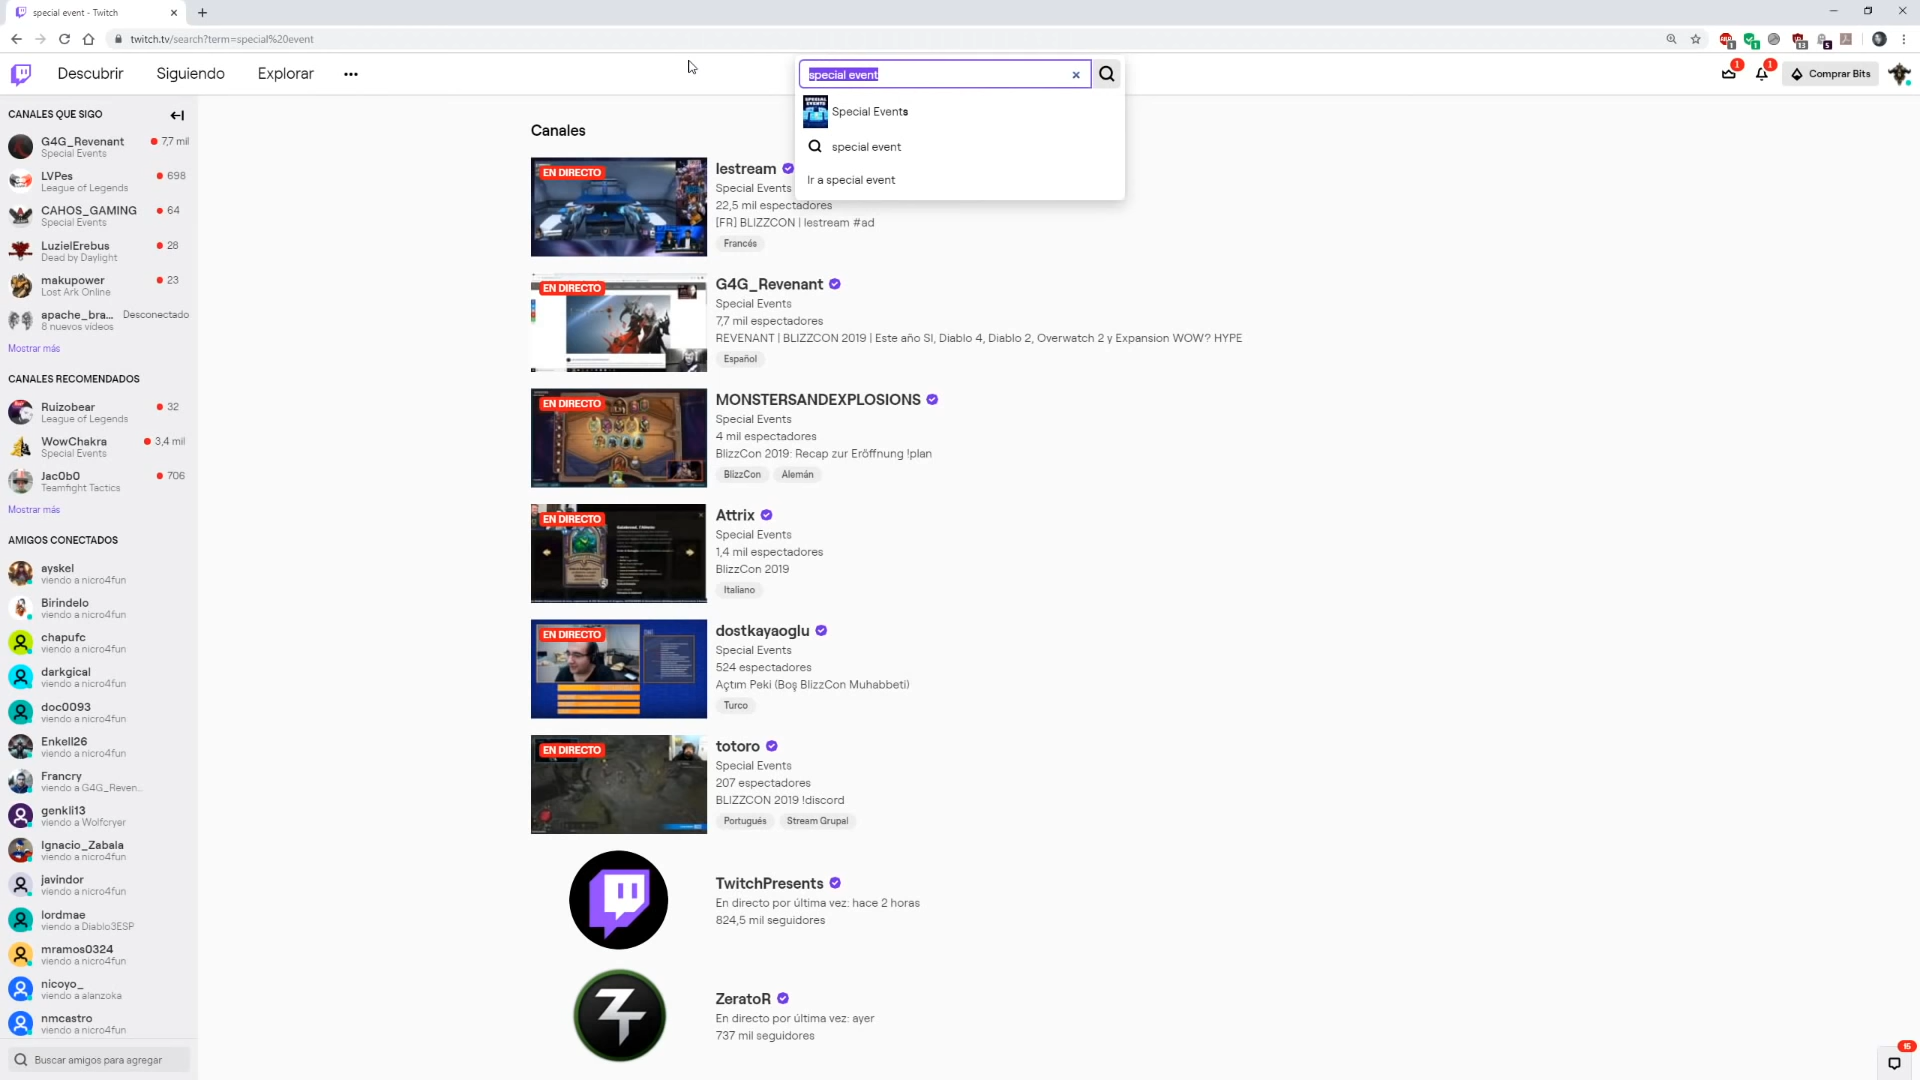 special event - Twitch
twitch.tv/search?term=special%20event
Descubrir
Siguiendo
Explorar
special event
Special Events
special event
Ir a special event
1
1
Comprar Bits
CANALES QUE SIGO
G4G_Revenant
7,7 mil
Special Events
LVPes
698
League of Legends
CAHOS_GAMING
64
Special Events
LuzielErebus
28
Dead by Daylight
makupower
23
Lost Ark Online
apache_bra...
Desconectado
8 nuevos vídeos
Mostrar más
CANALES RECOMENDADOS
Ruizobear
32
League of Legends
WowChakra
3,4 mil
Special Events
Jac0b0
706
Teamfight Tactics
Mostrar más
AMIGOS CONECTADOS
ayskel
viendo a nicro4fun
Birindelo
viendo a nicro4fun
chapufc
viendo a nicro4fun
darkgical
viendo a nicro4fun
doc0093
viendo a nicro4fun
Enkell26
viendo a nicro4fun
Francry
viendo a G4G_Reven...
genkli13
viendo a Wolfcryer
Ignacio_Zabala
viendo a nicro4fun
javindor
viendo a nicro4fun
lordmae
viendo a Diablo3ESP
mramos0324
viendo a nicro4fun
nicoyo_
viendo a alanzoka
nmcastro
viendo a nicro4fun
Buscar amigos para agregar
Canales
EN DIRECTO
lestream
Special Events
22,5 mil espectadores
[FR] BLIZZCON | lestream #ad
Francés
EN DIRECTO
G4G_Revenant
Special Events
7,7 mil espectadores
REVENANT | BLIZZCON 2019 | Este año SI, Diablo 4, Diablo 2, Overwatch 2 y Expansion WOW? HYPE
Español
EN DIRECTO
MONSTERSANDEXPLOSIONS
Special Events
4 mil espectadores
BlizzCon 2019: Recap zur Eröffnung !plan
BlizzCon
Alemán
EN DIRECTO
Attrix
Special Events
1,4 mil espectadores
BlizzCon 2019
Italiano
EN DIRECTO
dostkayaoglu
Special Events
524 espectadores
Açtım Peki (Boş BlizzCon Muhabbeti)
Turco
EN DIRECTO
totoro
Special Events
207 espectadores
BLIZZCON 2019 !discord
Portugués
Stream Grupal
TwitchPresents
En directo por última vez: hace 2 horas
824,5 mil seguidores
ZeratoR
En directo por última vez: ayer
737 mil seguidores
15